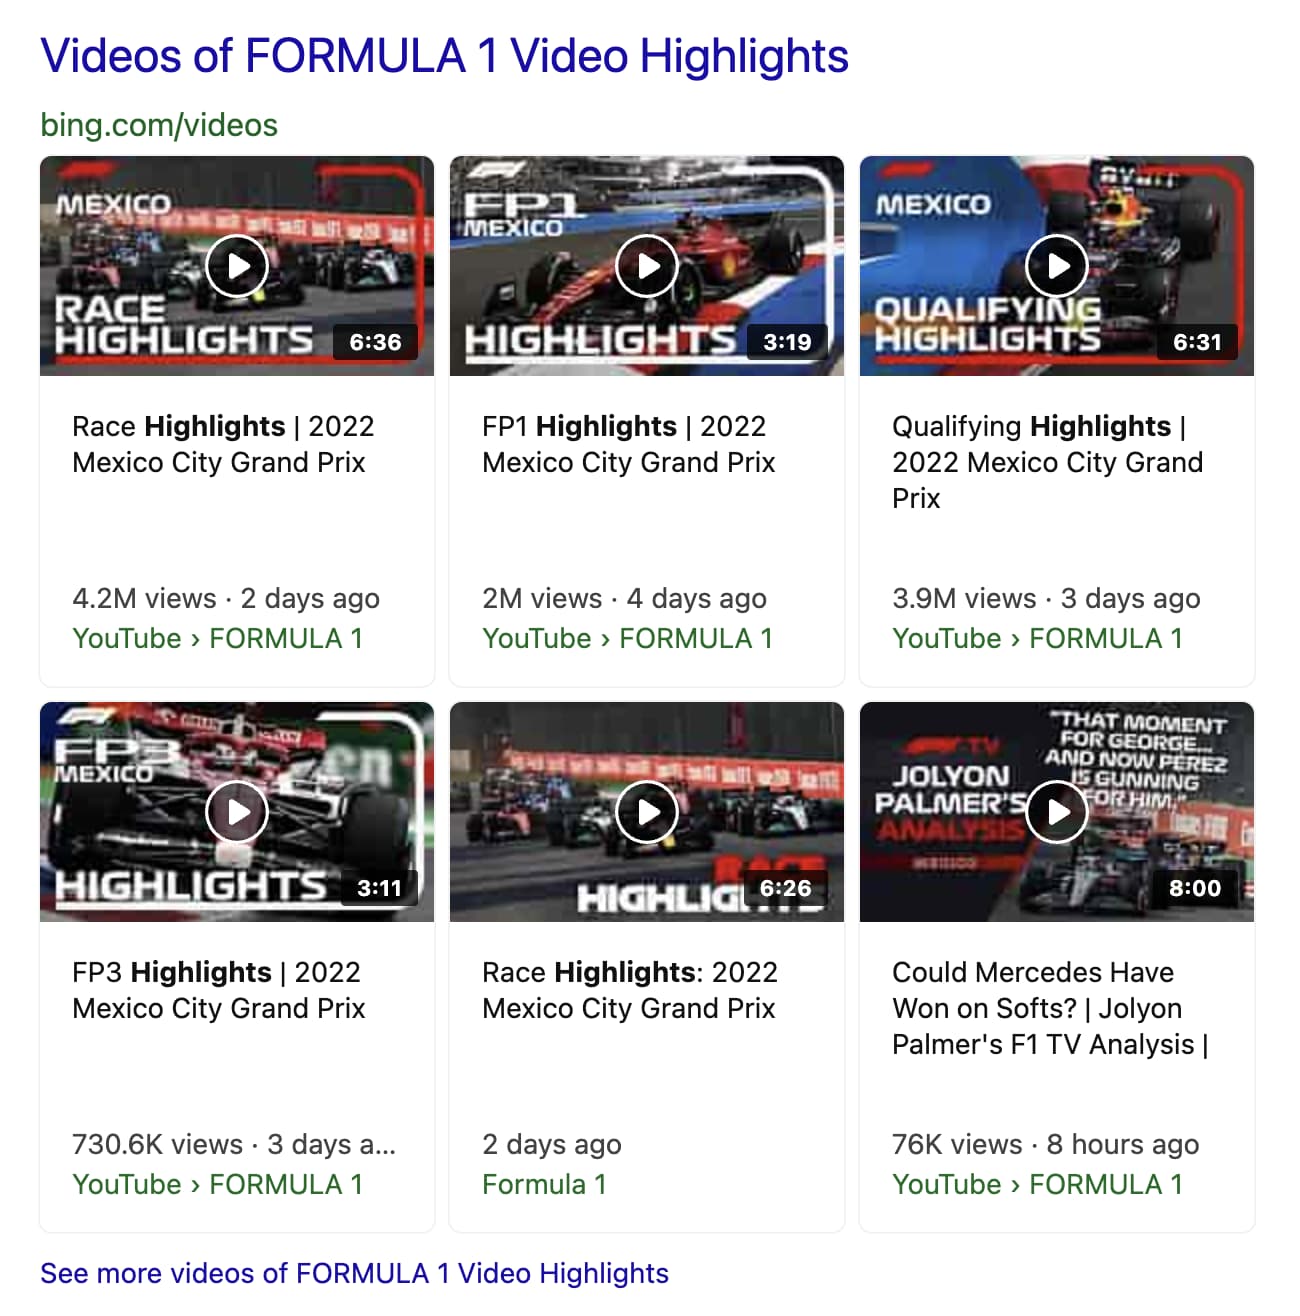 Videos of FORMULA 1 Video Highlights
bing.com/videos
MEXICO
RACE
HIGHLIGHTS
6:36
Race Highlights | 2022
Mexico City Grand Prix
4.2M views · 2 days ago
YouTube › FORMULA 1
FP1
MEXICO
HIGHLIGHTS
3:19
FP1 Highlights | 2022
Mexico City Grand Prix
2M views · 4 days ago
YouTube › FORMULA 1
MEXICO
QUALIFYING
HIGHLIGHTS
6:31
Qualifying Highlights |
2022 Mexico City Grand
Prix
3.9M views · 3 days ago
YouTube › FORMULA 1
FP3
MEXICO
HIGHLIGHTS
3:11
FP3 Highlights | 2022
Mexico City Grand Prix
730.6K views · 3 days a...
YouTube › FORMULA 1
RACE
6:26
Race Highlights: 2022
Mexico City Grand Prix
2 days ago
Formula 1
TV
JOLYON
PALMER'S
ANALYSIS
MEXICO
"THAT MOMENT
FOR GEORGE...
AND NOW PEREZ
IS GUNNING
FOR HIM."
8:00
Could Mercedes Have
Won on Softs? | Jolyon
Palmer's F1 TV Analysis |
76K views · 8 hours ago
YouTube › FORMULA 1
See more videos of FORMULA 1 Video Highlights